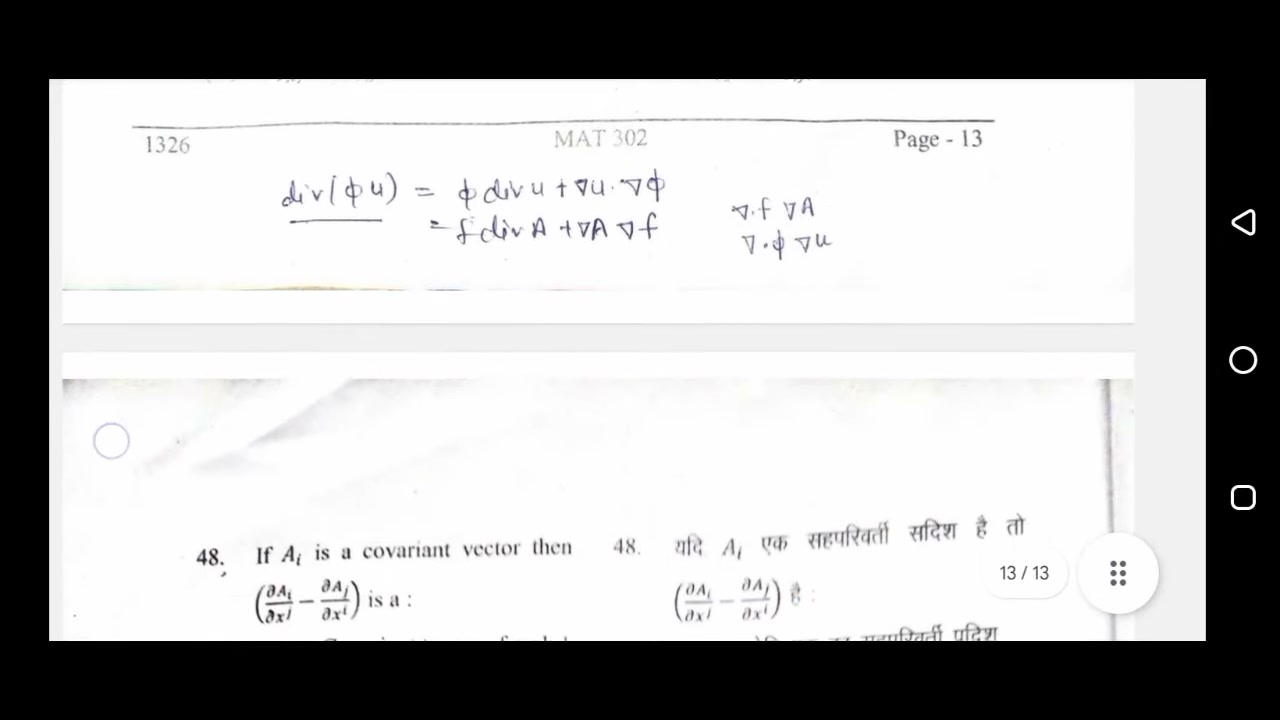 1326 MAT 302 Page - 13
div(ϕu) = ϕ div u + ∇u·∇ϕ
= f div A + ∇A ∇f
∇·f ∇A
∇·ϕ ∇u
48. If Aᵢ is a covariant vector then
(∂Aᵢ/∂xʲ − ∂Aⱼ/∂xⁱ) is a :
48. यदि Aᵢ एक सहपरिवर्ती सदिश है तो
(∂Aᵢ/∂xʲ − ∂Aⱼ/∂xⁱ) है :
13 / 13